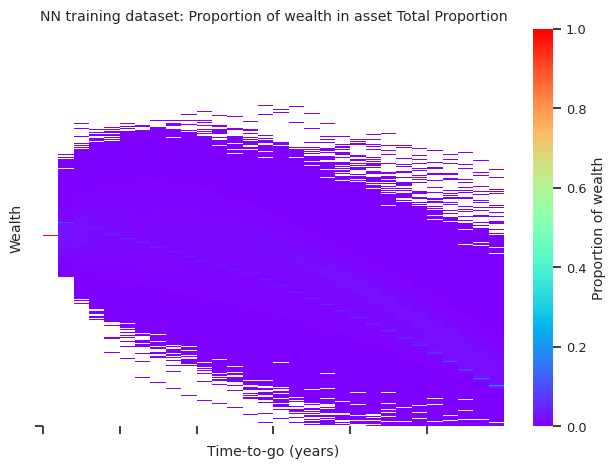 NN training dataset: Proportion of wealth in asset Total Proportion
Wealth
Time-to-go (years)
1.0
0.8
0.6
0.4
0.2
0.0
Proportion of wealth